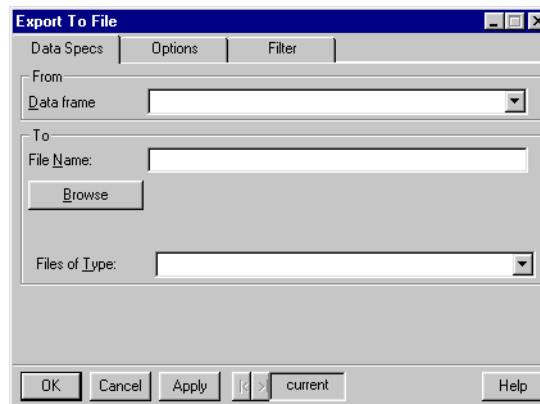 Export To File
Data Specs Options Filter
From
Data frame
To
File Name:
Browse
Files of Type:
OK Cancel Apply current Help